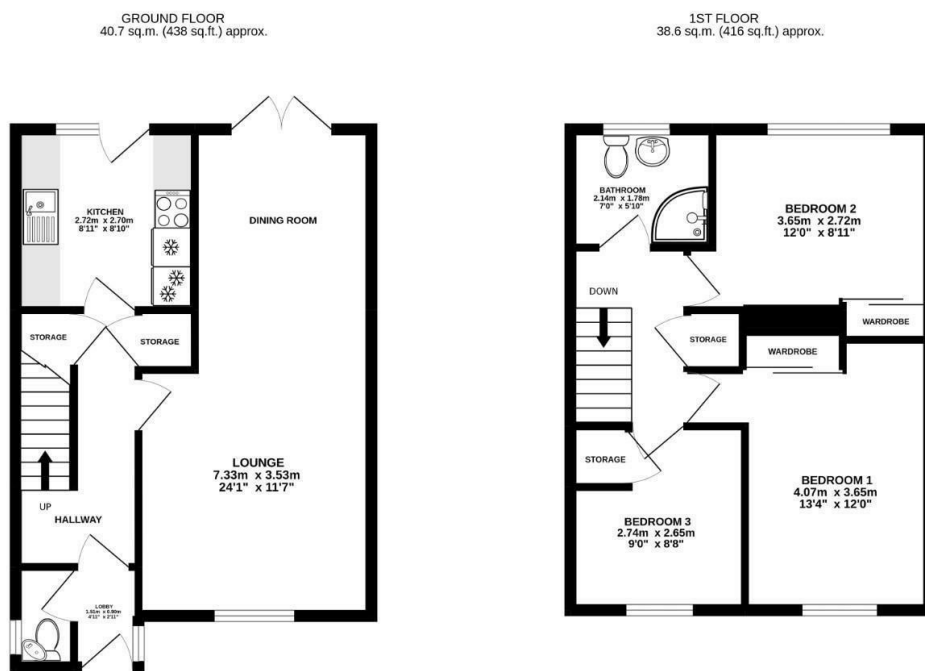 GROUND FLOOR
40.7 sq.m. (438 sq.ft.) approx.
KITCHEN
2.72m x 2.70m
8'11" x 8'10"
DINING ROOM
STORAGE
STORAGE
LOUNGE
7.33m x 3.53m
24'1" x 11'7"
UP
HALLWAY
LOBBY
4'11" x 2'11"
1ST FLOOR
38.6 sq.m. (416 sq.ft.) approx.
BATHROOM
2.14m x 1.78m
7'0" x 5'10"
BEDROOM 2
3.65m x 2.72m
12'0" x 8'11"
DOWN
STORAGE
WARDROBE
WARDROBE
STORAGE
BEDROOM 1
4.07m x 3.65m
13'4" x 12'0"
BEDROOM 3
2.74m x 2.65m
9'0" x 8'8"